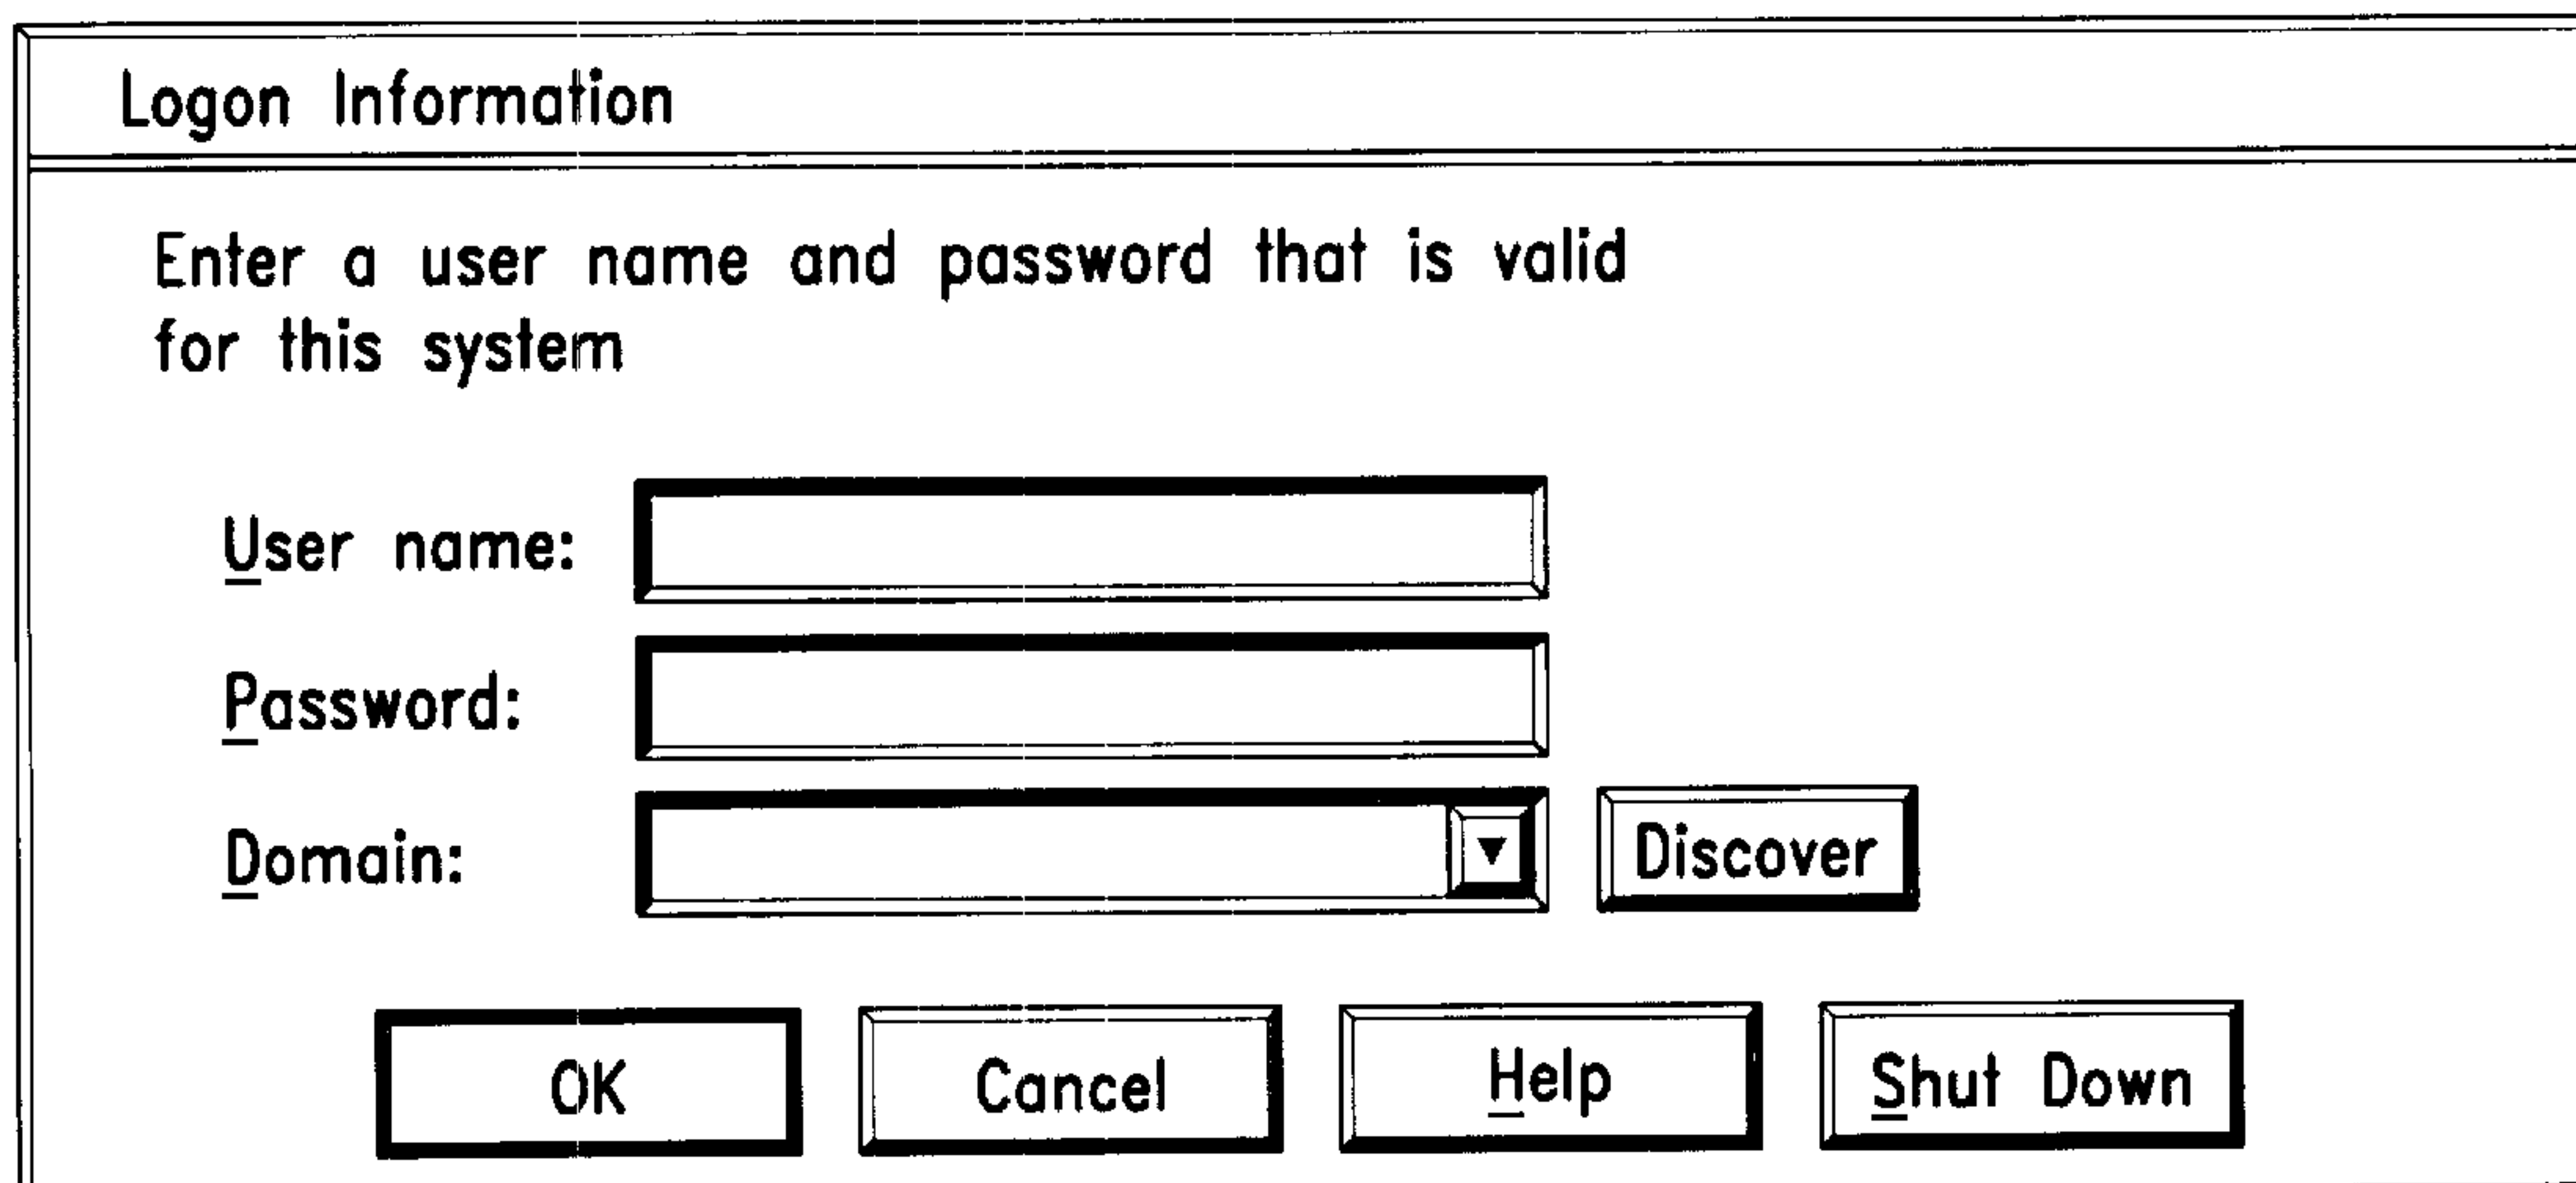 Logon Information
Enter a user name and password that is valid
for this system
User name:
Password:
Domain:
Discover
OK
Cancel
Help
Shut Down